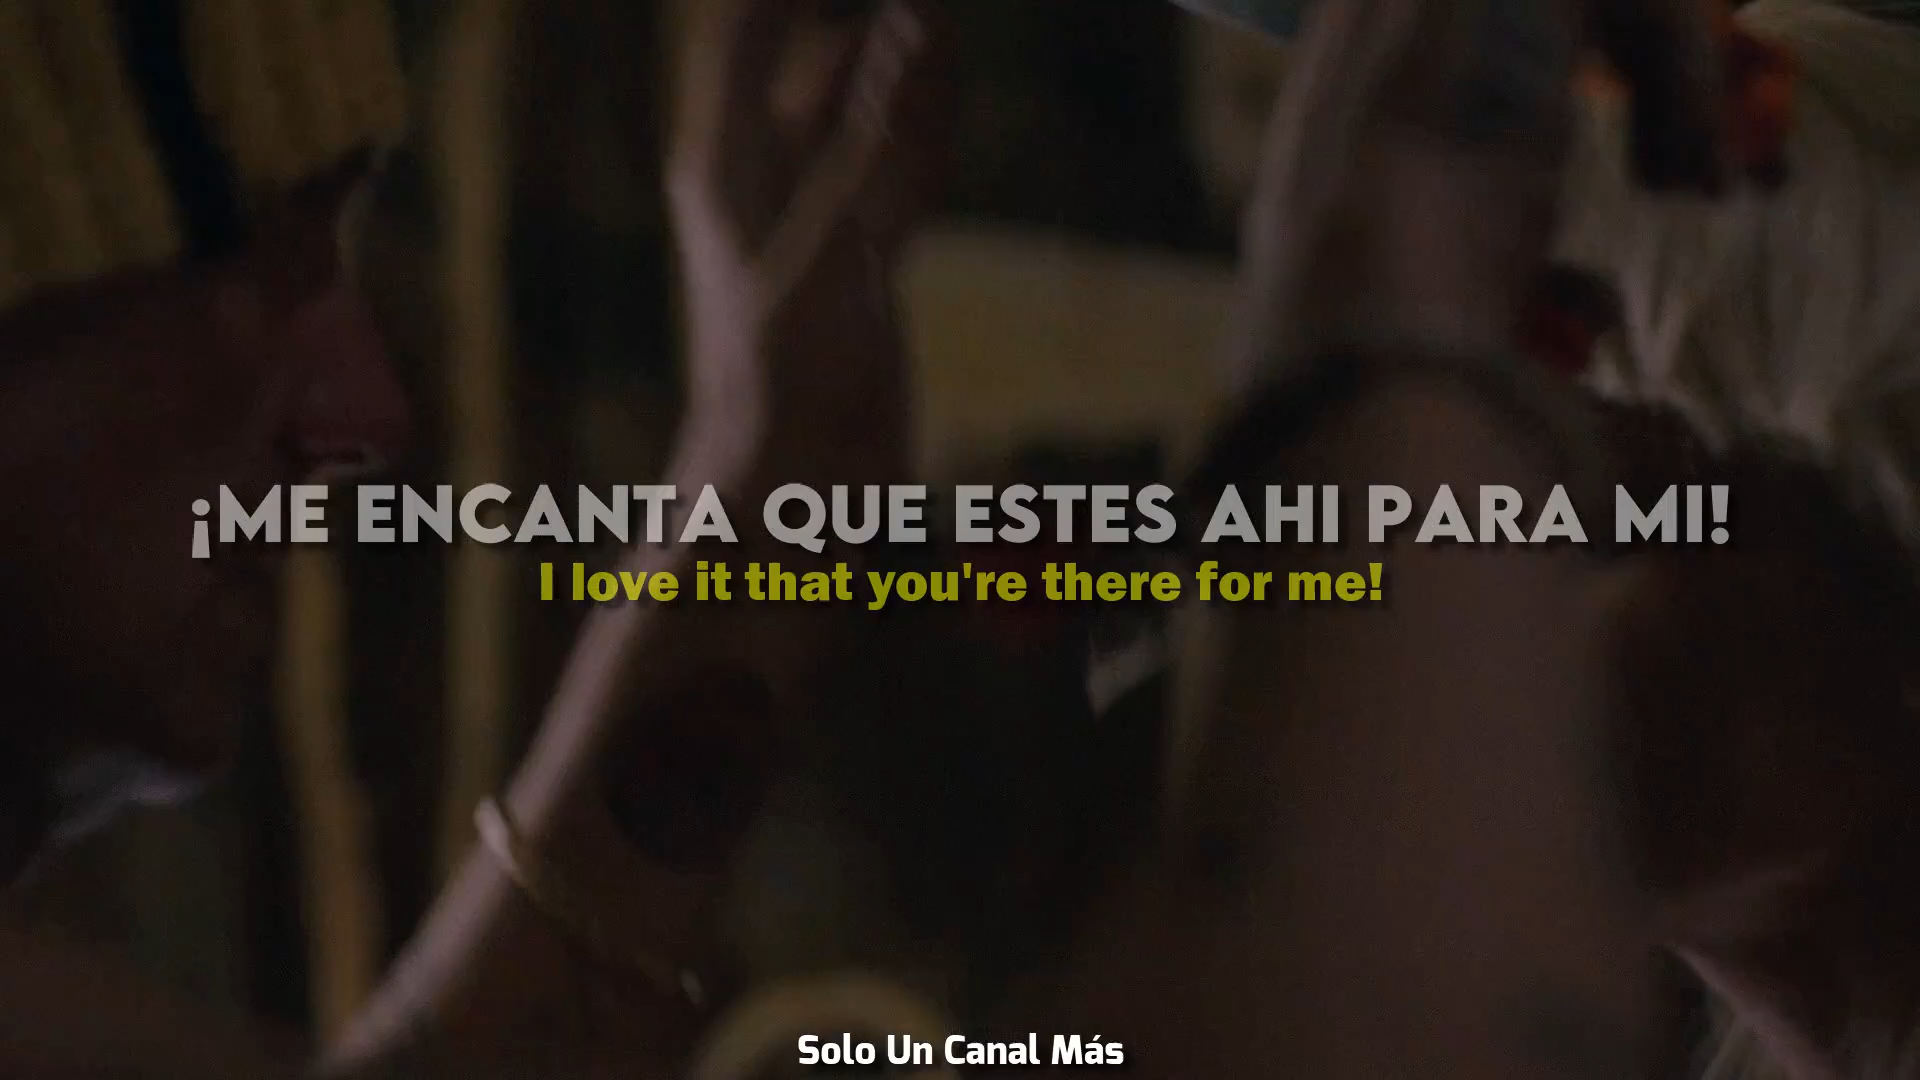 ¡ME ENCANTA QUE ESTES AHI PARA MI!
I love it that you're there for me!
Solo Un Canal Más